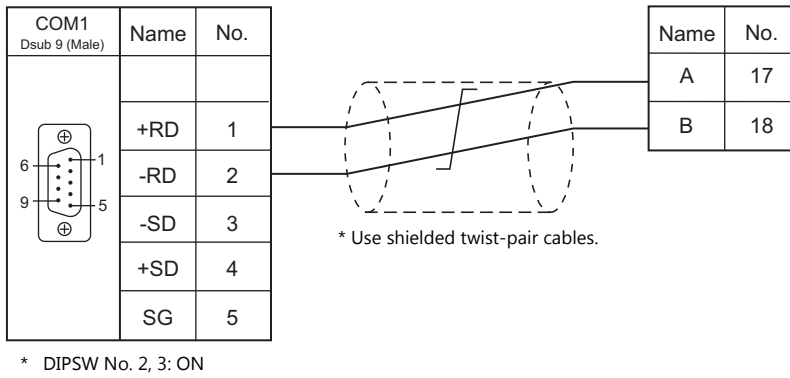 COM1
Dsub 9 (Male)
Name No.
+RD 1
-RD 2
-SD 3
+SD 4
SG 5
6
1
9
5
Name No.
A 17
B 18
* Use shielded twist-pair cables.
* DIPSW No. 2, 3: ON